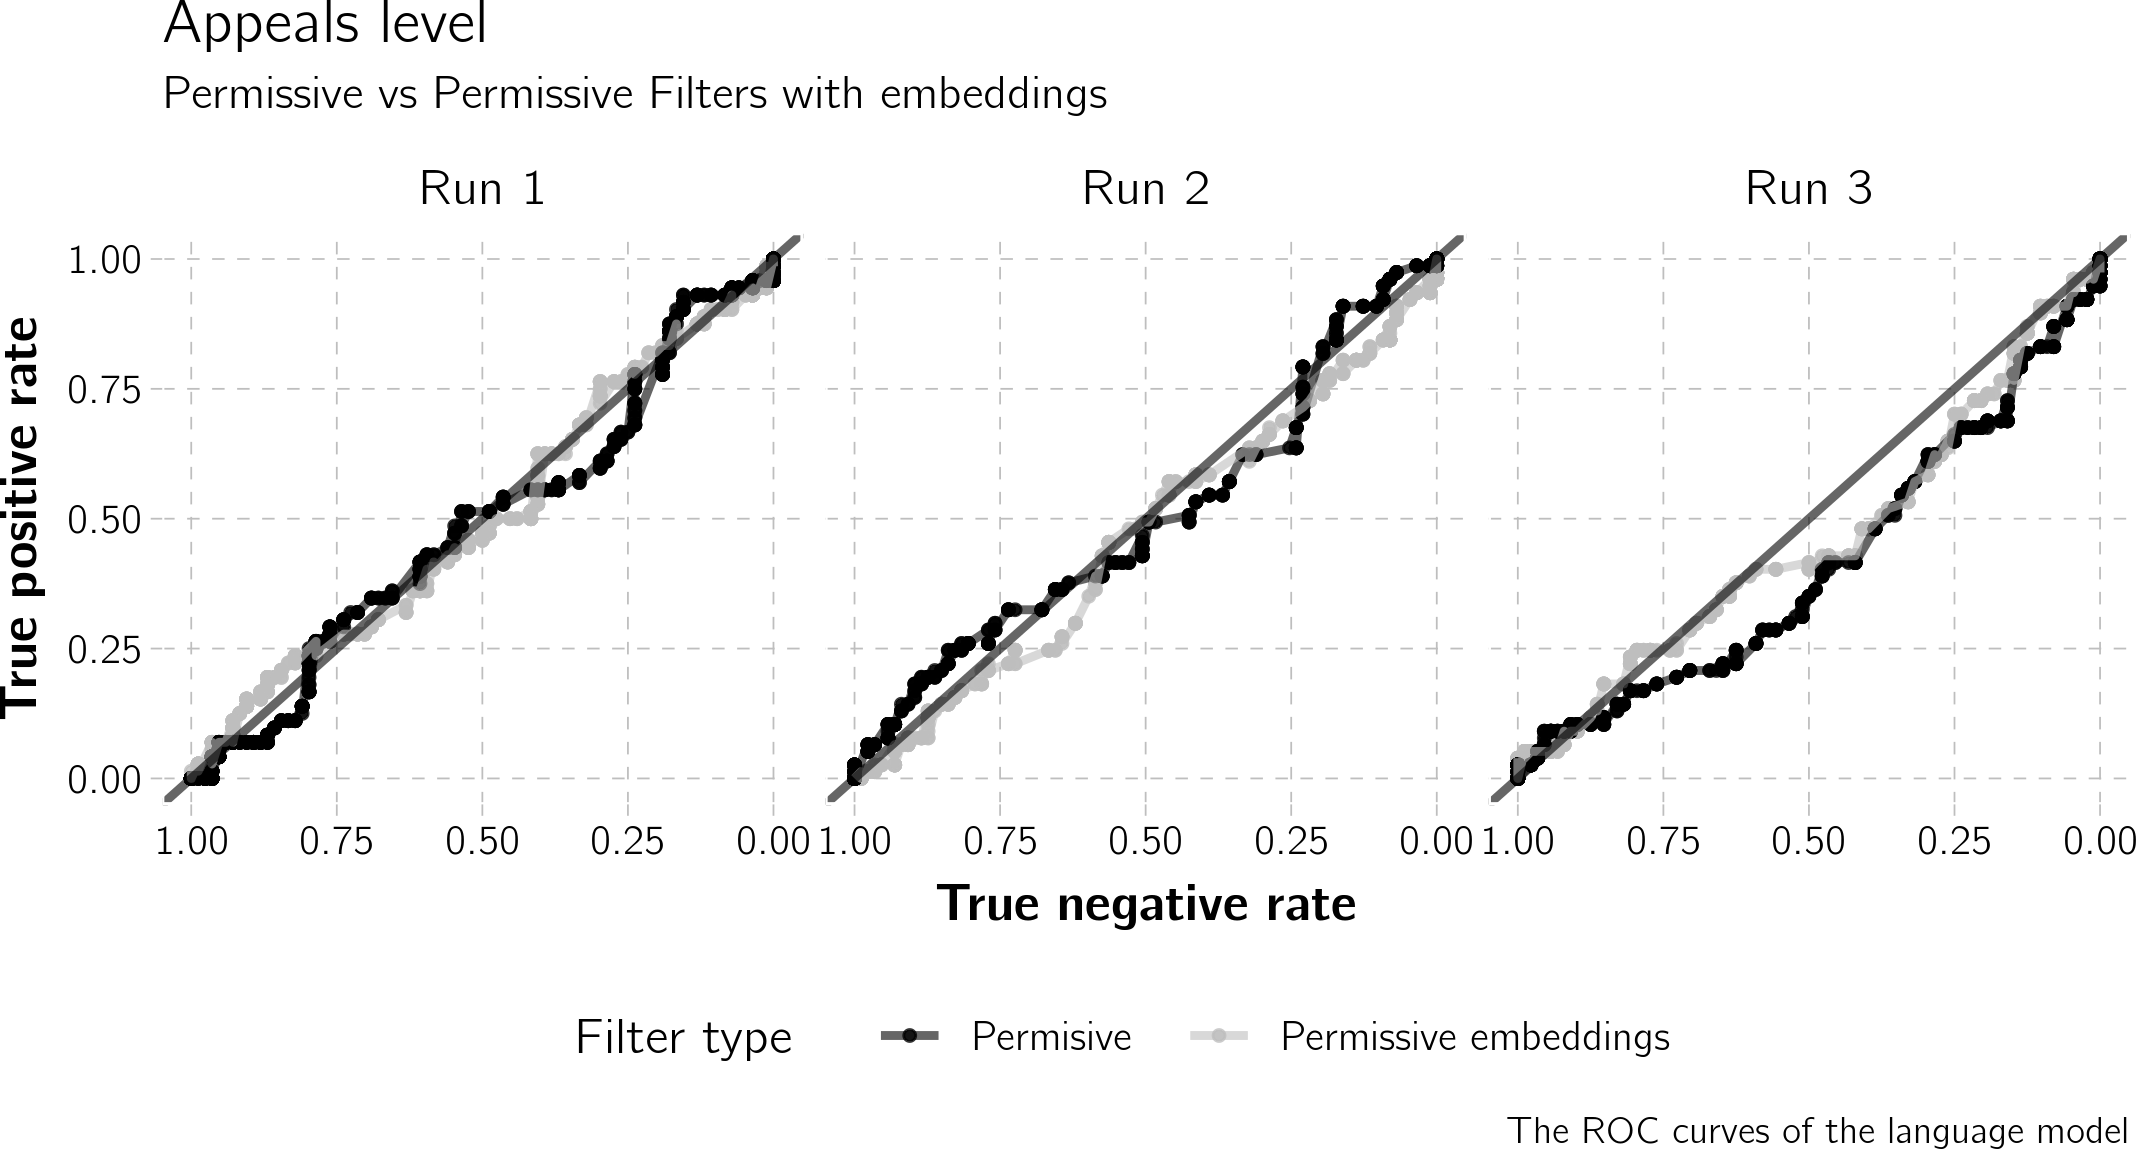 Appeals level
Permissive vs Permissive Filters with embeddings
Run 1 Run 2 Run 3
True positive rate
1.00
0.75
0.50
0.25
0.00
1.00 0.75 0.50 0.25 0.00 1.00 0.75 0.50 0.25 0.00 1.00 0.75 0.50 0.25 0.00
True negative rate
Filter type Permisive Permissive embeddings
The ROC curves of the language model